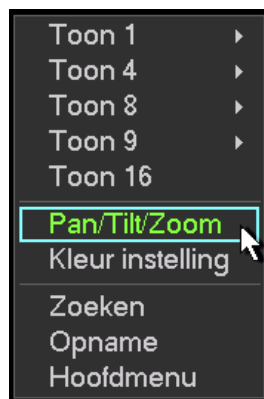 Toon 1
Toon 4
Toon 8
Toon 9
Toon 16
Pan/Tilt/Zoom
Kleur instelling
Zoeken
Opname
Hoofdmenu